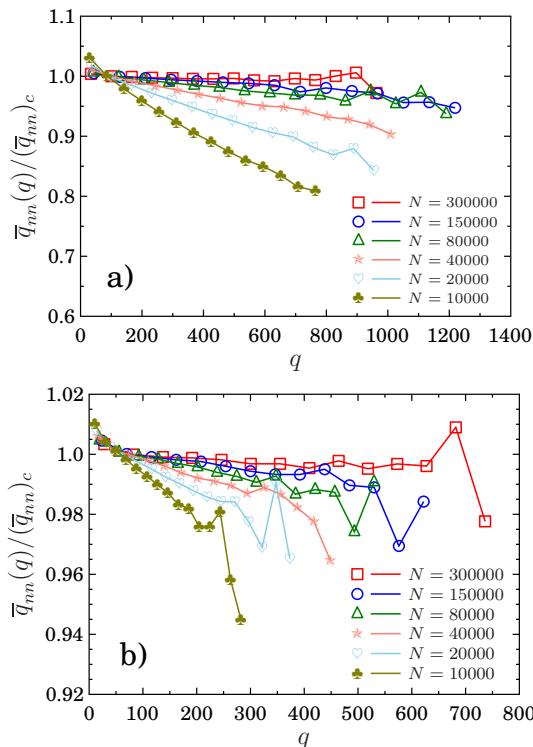 1.1
1.0
0.9
0.8
0.7
0.6
q̅nn(q)/(q̅nn)c
N = 300000
N = 150000
N = 80000
N = 40000
N = 20000
N = 10000
a)
0 200 400 600 800 1000 1200 1400
q
1.02
1.00
0.98
0.96
0.94
0.92
q̅nn(q)/(q̅nn)c
N = 300000
N = 150000
N = 80000
N = 40000
N = 20000
N = 10000
b)
0 100 200 300 400 500 600 700 800
q